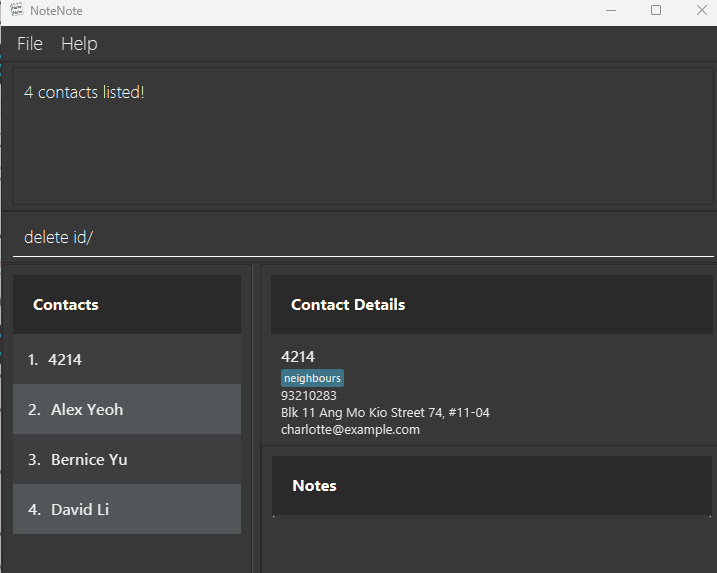 NoteNote
File Help
4 contacts listed!
delete id/
Contacts
1. 4214
2. Alex Yeoh
3. Bernice Yu
4. David Li
Contact Details
4214
neighbours
93210283
Blk 11 Ang Mo Kio Street 74, #11-04
charlotte@example.com
Notes